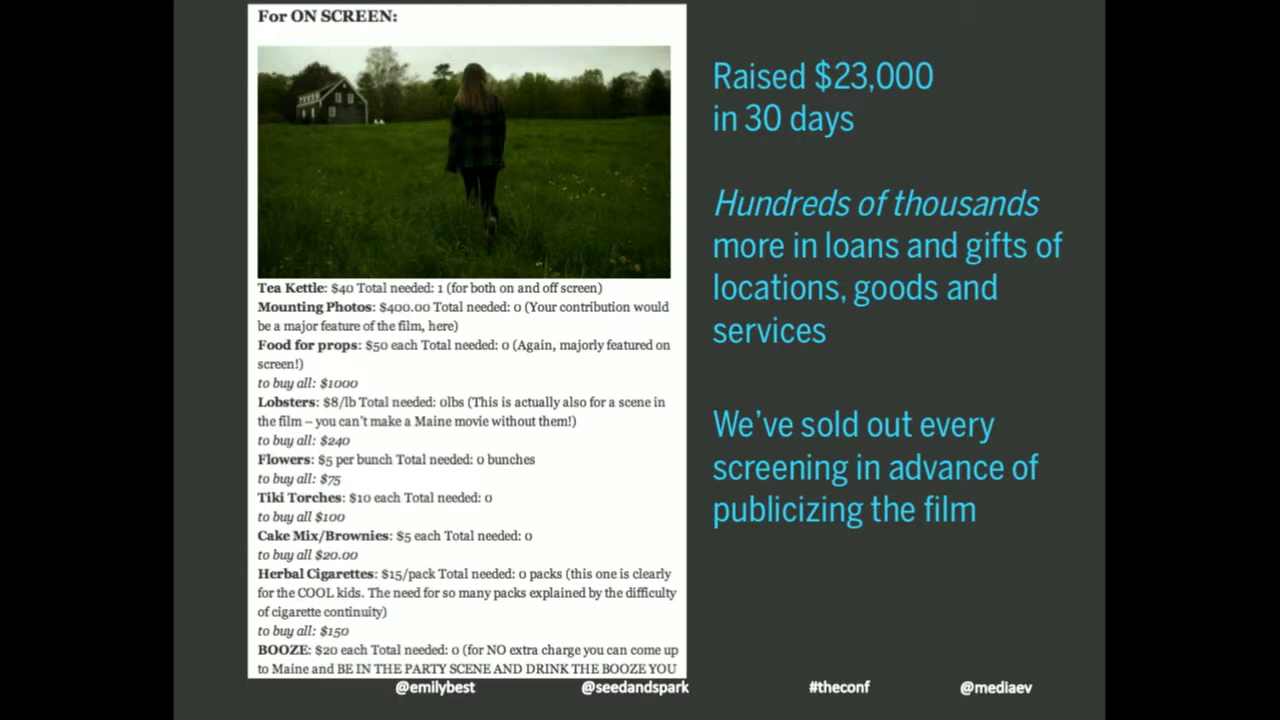 For ON SCREEN:
Tea Kettle: $40 Total needed: 1 (for both on and off screen)
Mounting Photos: $400.00 Total needed: 0 (Your contribution would
be a major feature of the film, here)
Food for props: $50 each Total needed: 0 (Again, majorly featured on
screen!)
to buy all: $1000
Lobsters: $8/lb Total needed: 0lbs (This is actually also for a scene in
the film – you can't make a Maine movie without them!)
to buy all: $240
Flowers: $5 per bunch Total needed: 0 bunches
to buy all: $75
Tiki Torches: $10 each Total needed: 0
to buy all $100
Cake Mix/Brownies: $5 each Total needed: 0
to buy all $20.00
Herbal Cigarettes: $15/pack Total needed: 0 packs (this one is clearly
for the COOL kids. The need for so many packs explained by the difficulty
of cigarette continuity)
to buy all: $150
BOOZE: $20 each Total needed: 0 (for NO extra charge you can come up
to Maine and BE IN THE PARTY SCENE AND DRINK THE BOOZE YOU
Raised $23,000
in 30 days
Hundreds of thousands
more in loans and gifts of
locations, goods and
services
We've sold out every
screening in advance of
publicizing the film
@emilybest @seedandspark #theconf @mediaev